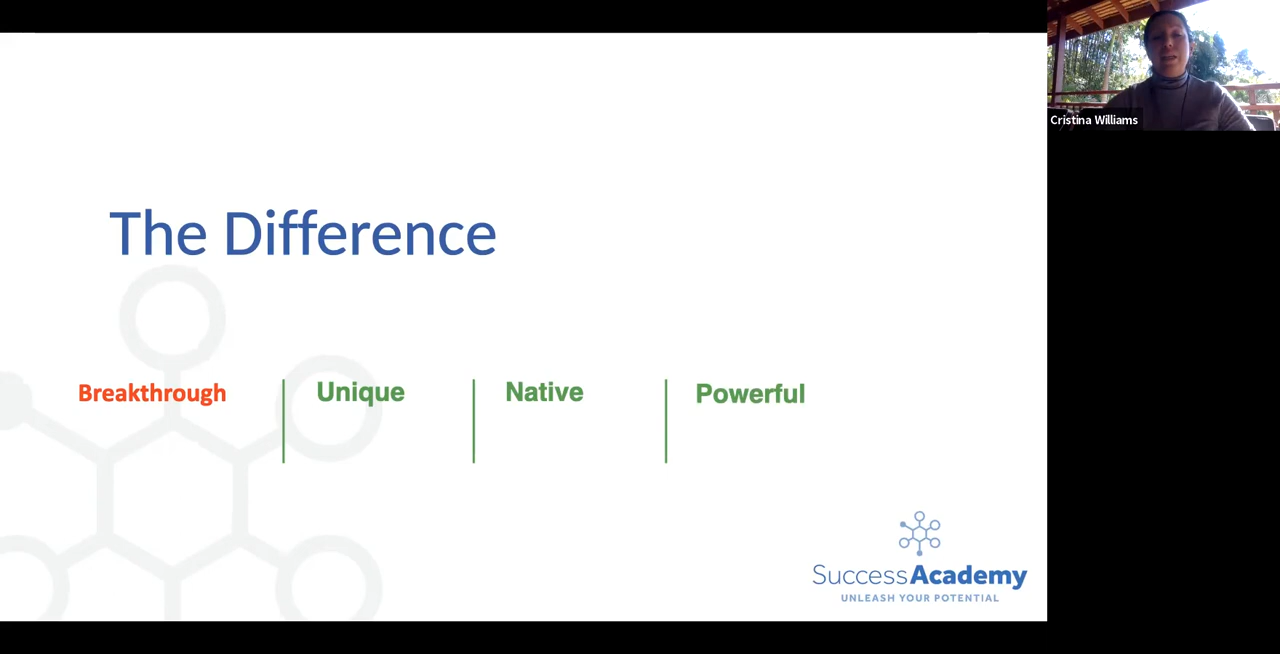 Cristina Williams
The Difference
Breakthrough
Unique
Native
Powerful
SuccessAcademy
UNLEASH YOUR POTENTIAL